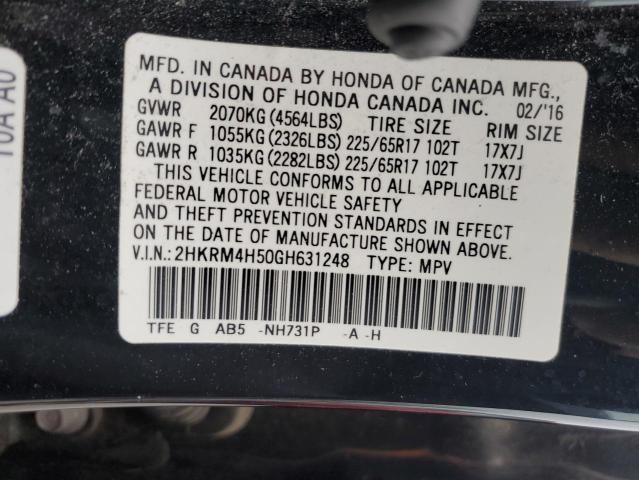 MFD. IN CANADA BY HONDA OF CANADA MFG.,
A DIVISION OF HONDA CANADA INC. 02/'16
GVWR 2070KG(4564LBS) TIRE SIZE RIM SIZE
GAWR F 1055KG(2326LBS) 225/65R17 102T 17X7J
GAWR R 1035KG(2282LBS) 225/65R17 102T 17X7J
THIS VEHICLE CONFORMS TO ALL APPLICABLE
FEDERAL MOTOR VEHICLE SAFETY
AND THEFT PREVENTION STANDARDS IN EFFECT
ON THE DATE OF MANUFACTURE SHOWN ABOVE.
V.I.N.: 2HKRM4H50GH631248 TYPE: MPV
TFE G AB5 -NH731P -A -H